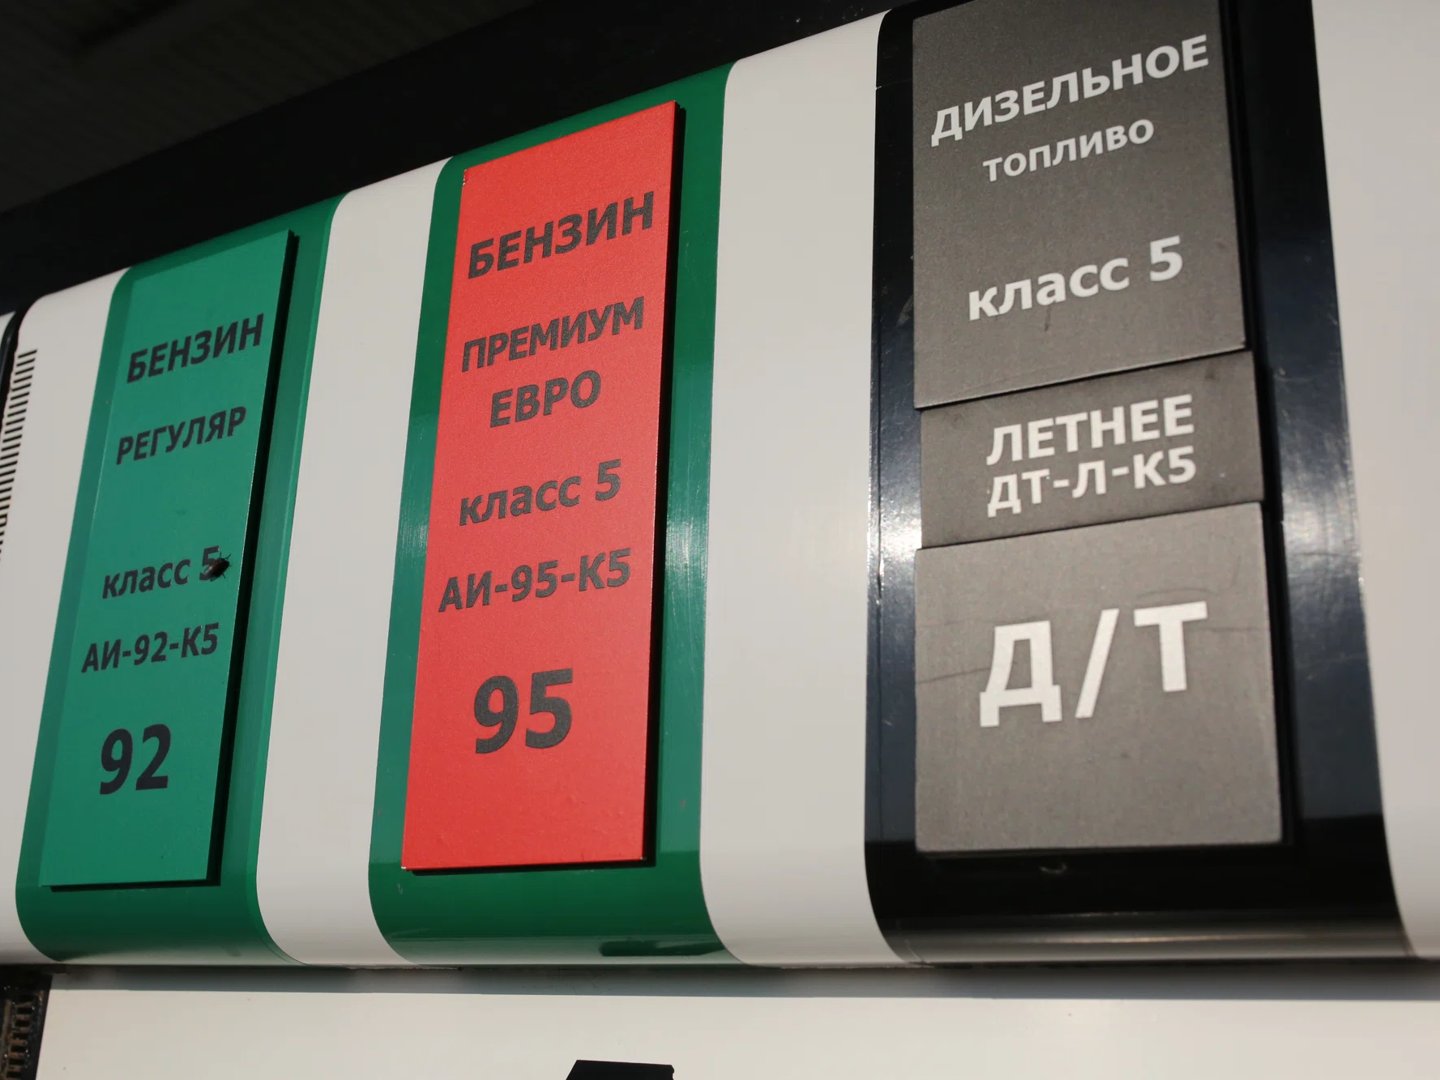 БЕНЗИН
РЕГУЛЯР
класс 5
АИ-92-К5
92
БЕНЗИН
ПРЕМИУМ
ЕВРО
класс 5
АИ-95-К5
95
ДИЗЕЛЬНОЕ
ТОПЛИВО
класс 5
ЛЕТНЕЕ
ДТ-Л-К5
Д/Т